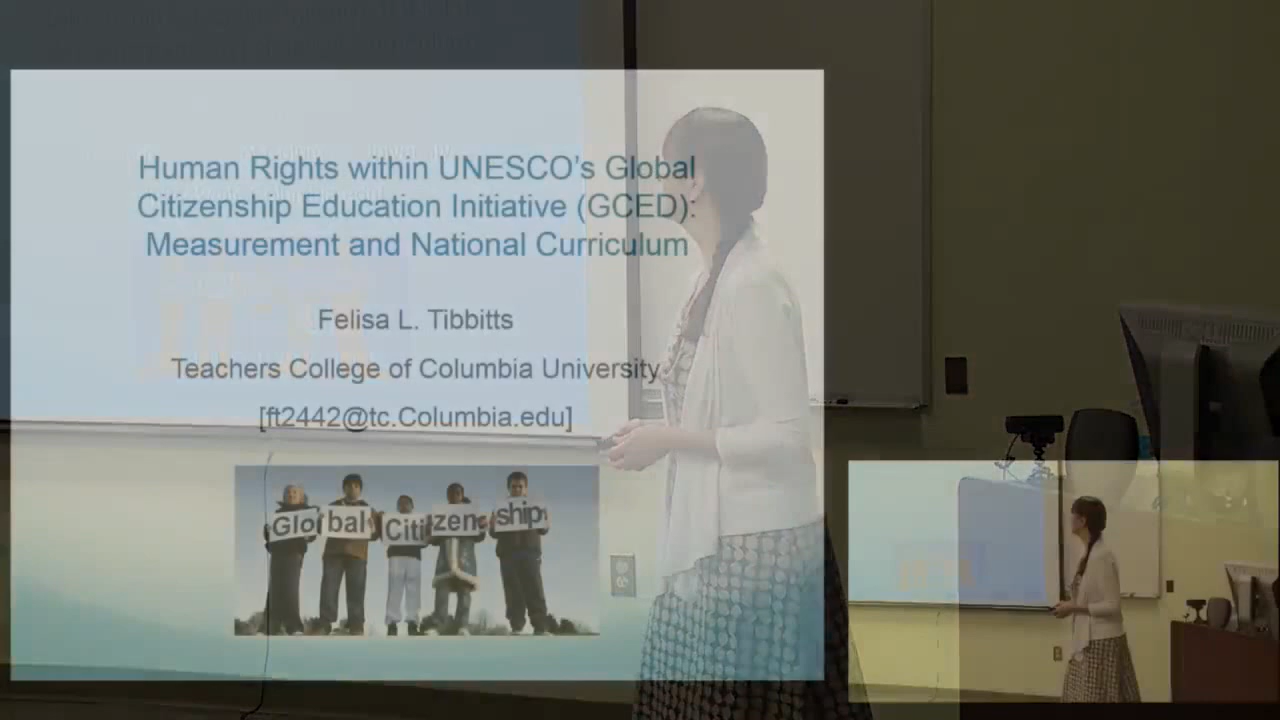 Human Rights within UNESCO's Global
Citizenship Education Initiative (GCED):
Measurement and National Curriculum
Felisa L. Tibbitts
Teachers College of Columbia University
[ft2442@tc.Columbia.edu]
Glo bal Citi zen ship